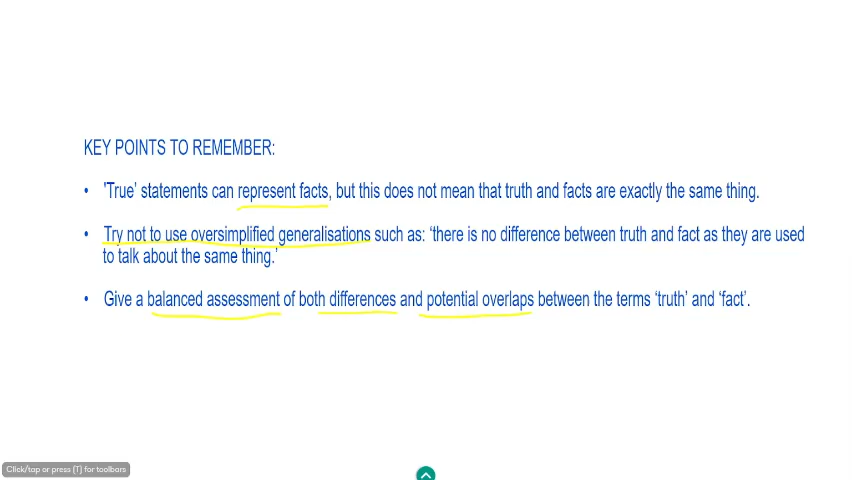 KEY POINTS TO REMEMBER:
• 'True' statements can represent facts, but this does not mean that truth and facts are exactly the same thing.
• Try not to use oversimplified generalisations such as: 'there is no difference between truth and fact as they are used
to talk about the same thing.'
• Give a balanced assessment of both differences and potential overlaps between the terms 'truth' and 'fact'.
Click/tap or press [T] for toolbars